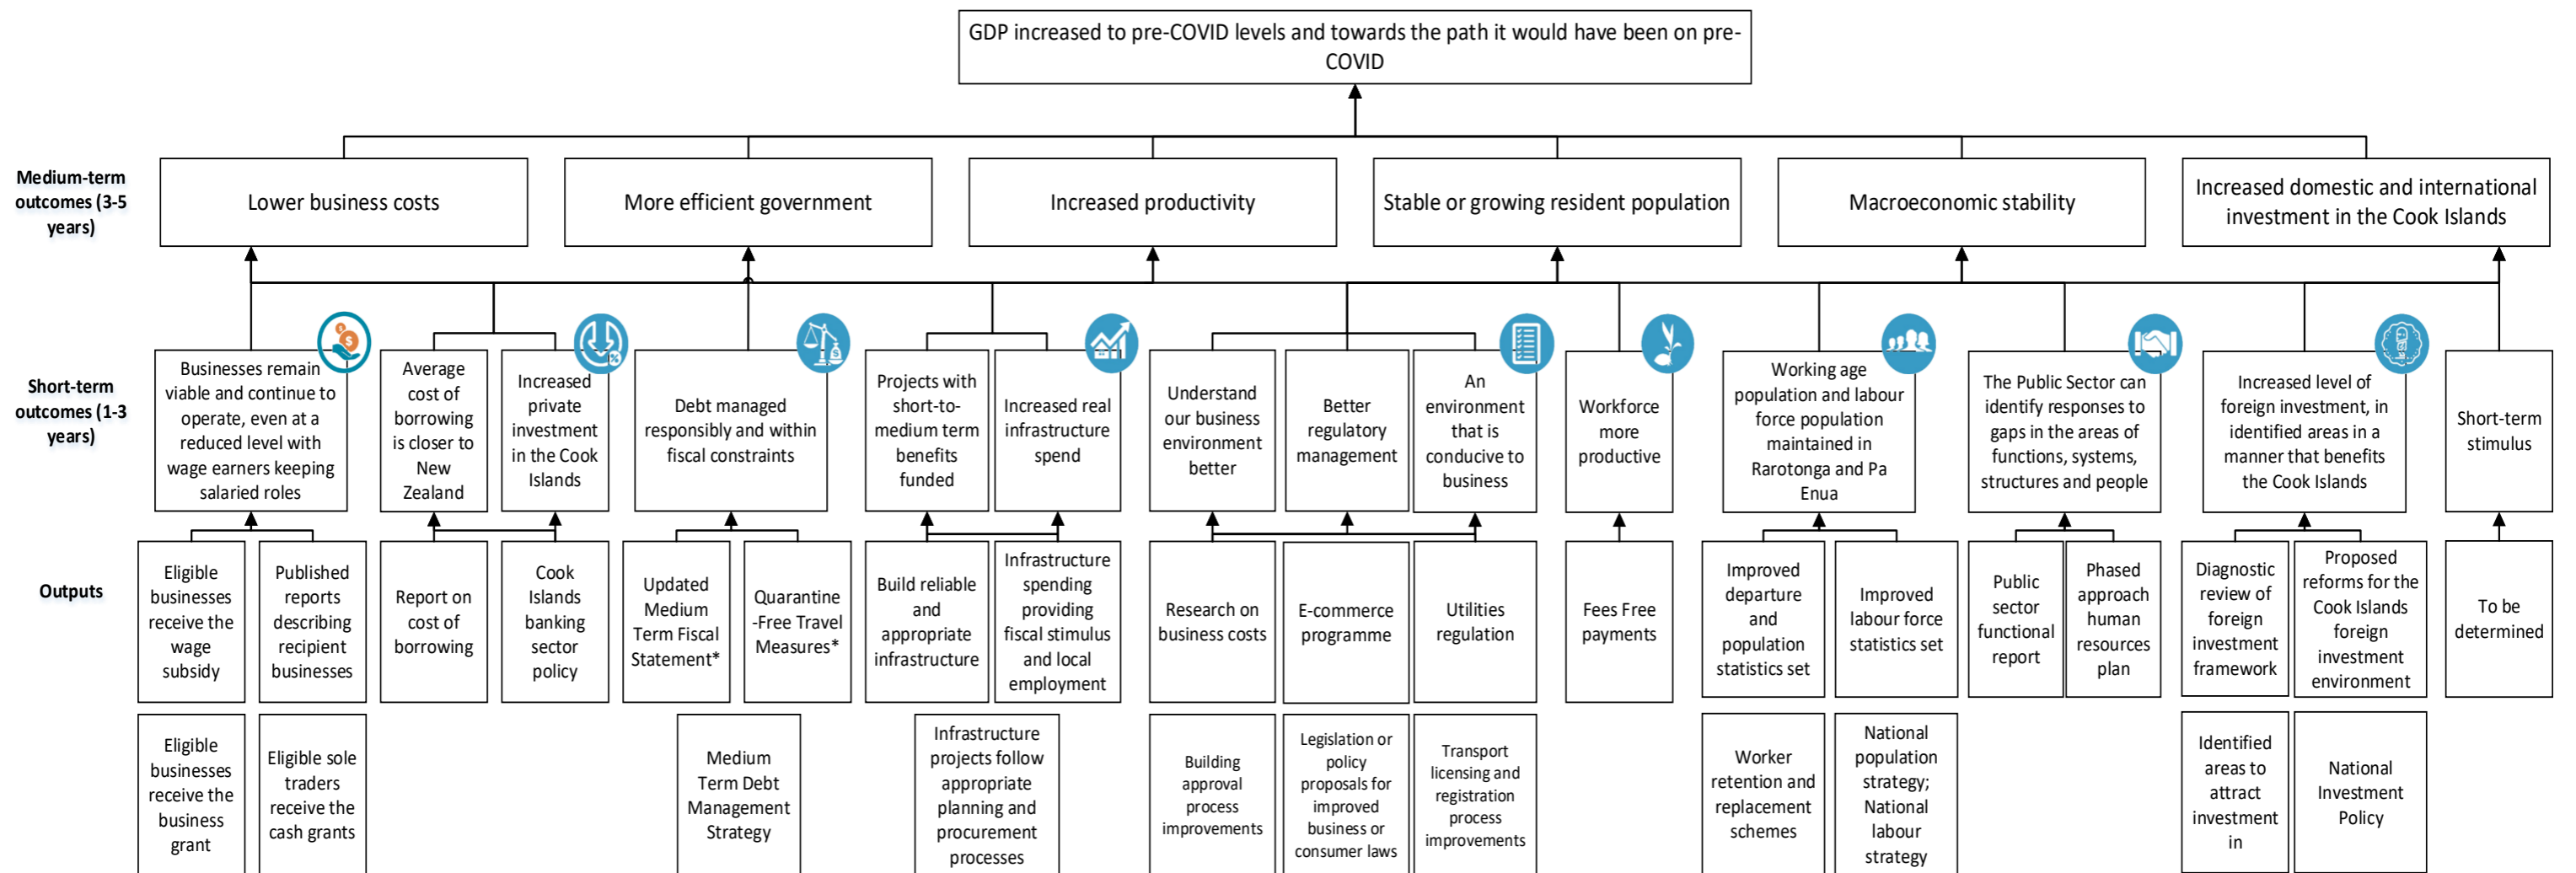 GDP increased to pre-COVID levels and towards the path it would have been on pre-
COVID
Medium-term
outcomes (3-5
years)
Lower business costs
More efficient government
Increased productivity
Stable or growing resident population
Macroeconomic stability
Increased domestic and international
investment in the Cook Islands
Short-term
outcomes (1-3
years)
Businesses remain
viable and continue to
operate, even at a
reduced level with
wage earners keeping
salaried roles
Average
cost of
borrowing
is closer to
New
Zealand
Increased
private
investment
in the Cook
Islands
Debt managed
responsibly and within
fiscal constraints
Projects with
short-to-
medium term
benefits
funded
Increased real
infrastructure
spend
Understand
our business
environment
better
Better
regulatory
management
An
environment
that is
conducive to
business
Workforce
more
productive
Working age
population and labour
force population
maintained in
Rarotonga and Pa
Enua
The Public Sector can
identify responses to
gaps in the areas of
functions, systems,
structures and people
Increased level of
foreign investment, in
identified areas in a
manner that benefits
the Cook Islands
Short-term
stimulus
Outputs
Eligible
businesses
receive the
wage
subsidy
Published
reports
describing
recipient
businesses
Report on
cost of
borrowing
Cook
Islands
banking
sector
policy
Updated
Medium
Term Fiscal
Statement*
Quarantine
-Free Travel
Measures*
Build reliable
and
appropriate
infrastructure
Infrastructure
spending
providing
fiscal stimulus
and local
employment
Research on
business costs
E-commerce
programme
Utilities
regulation
Fees Free
payments
Improved
departure
and
population
statistics set
Improved
labour force
statistics set
Public
sector
functional
report
Phased
approach
human
resources
plan
Diagnostic
review of
foreign
investment
framework
Proposed
reforms for the
Cook Islands
foreign
investment
environment
To be
determined
Eligible
businesses
receive the
business
grant
Eligible sole
traders
receive the
cash grants
Medium
Term Debt
Management
Strategy
Infrastructure
projects follow
appropriate
planning and
procurement
processes
Building
approval
process
improvements
Legislation or
policy
proposals for
improved
business or
consumer laws
Transport
licensing and
registration
process
improvements
Worker
retention and
replacement
schemes
National
population
strategy;
National
labour
strategy
Identified
areas to
attract
investment
in
National
Investment
Policy